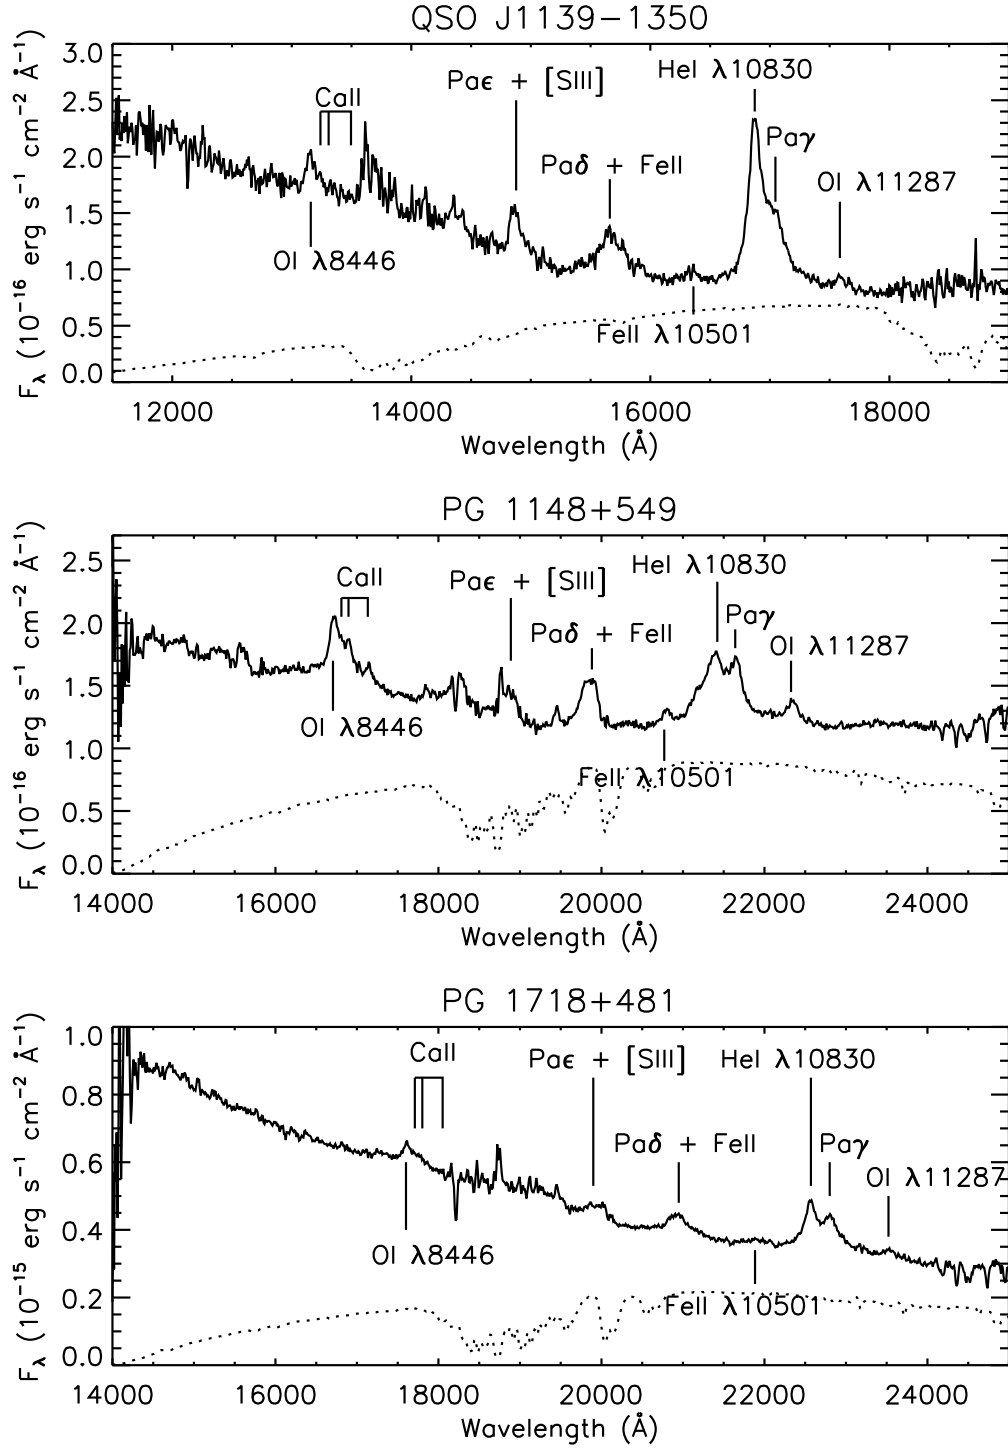 QSO J1139−1350
F_λ (10^−16 erg s^−1 cm^−2 Å^−1)
3.0
2.5
2.0
1.5
1.0
0.5
0.0
CaII
Paϵ + [SIII]
HeI λ10830
Paδ + FeII
Paγ
OI λ11287
OI λ8446
FeII λ10501
12000 14000 16000 18000
Wavelength (Å)
PG 1148+549
F_λ (10^−16 erg s^−1 cm^−2 Å^−1)
2.5
2.0
1.5
1.0
0.5
0.0
CaII
Paϵ + [SIII]
HeI λ10830
Paδ + FeII
Paγ
OI λ11287
OI λ8446
FeII λ10501
14000 16000 18000 20000 22000 24000
Wavelength (Å)
PG 1718+481
F_λ (10^−15 erg s^−1 cm^−2 Å^−1)
1.0
0.8
0.6
0.4
0.2
0.0
CaII
Paϵ + [SIII]
HeI λ10830
Paδ + FeII
Paγ
OI λ11287
OI λ8446
FeII λ10501
14000 16000 18000 20000 22000 24000
Wavelength (Å)